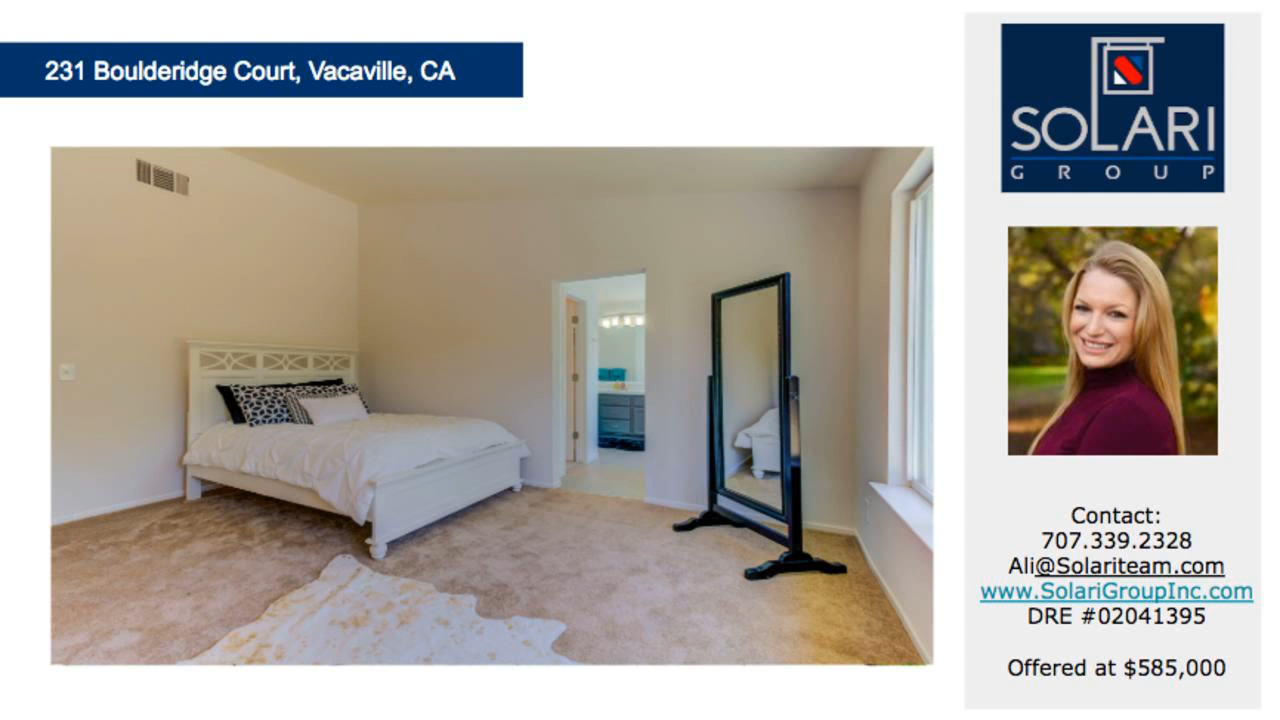 231 Boulderidge Court, Vacaville, CA
SOLARI
GROUP
Contact:
707.339.2328
Ali@Solariteam.com
www.SolariGroupInc.com
DRE #02041395
Offered at $585,000